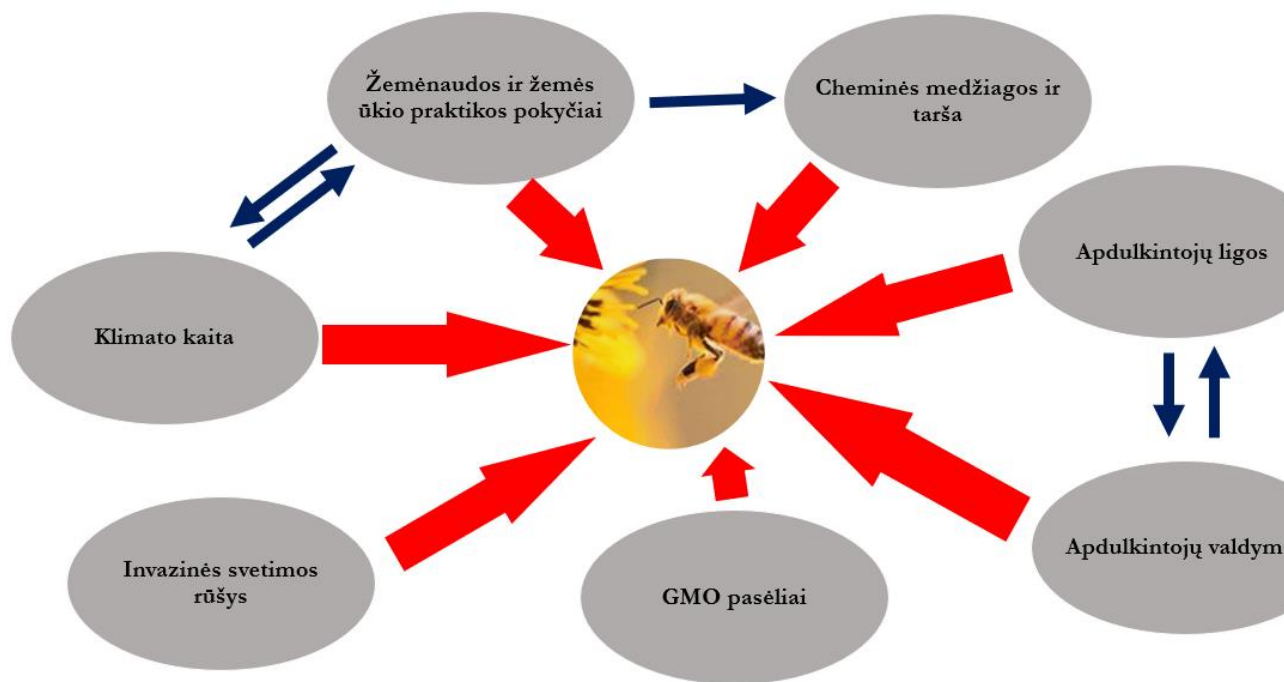 Žemėnaudos ir žemės
ūkio praktikos pokyčiai
Cheminės medžiagos ir
tarša
Apdulkintojų ligos
Klimato kaita
Apdulkintojų valdym
Invazinės svetimos
rūšys
GMO pasėliai